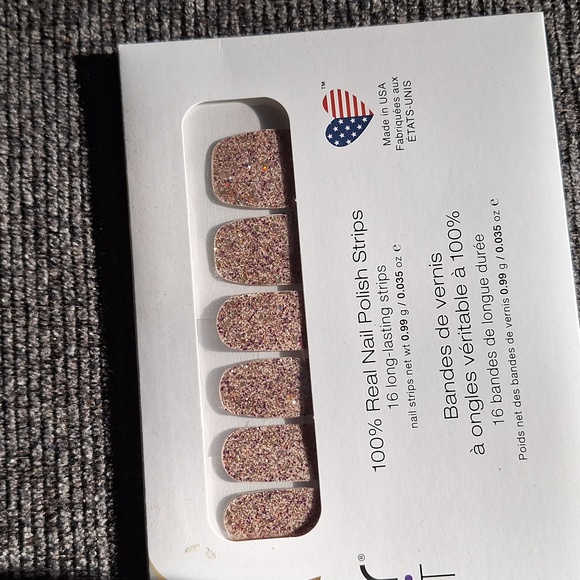 ™
Made in USA
Fabriquées aux
ÉTATS-UNIS
100% Real Nail Polish Strips
16 long-lasting strips
nail strips net wt 0.99 g / 0.035 oz e
Bandes de vernis
à ongles véritable à 100%
16 bandes de longue durée
Poids net des bandes de vernis 0.99 g / 0.035 oz e
r®
T